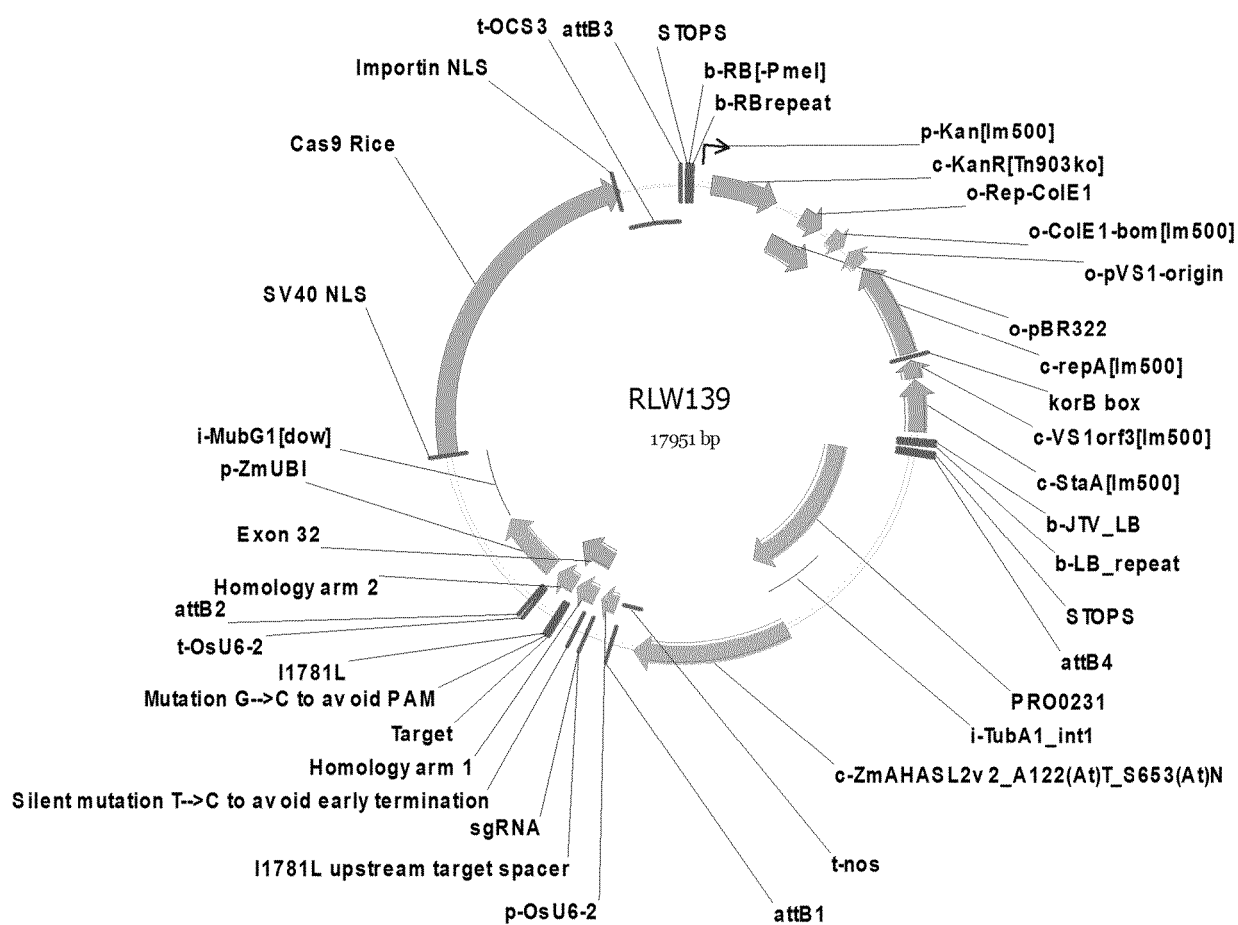 t-OCS3
attB3
STOPS
Importin NLS
b-RB[-PmeI]
b-RBrepeat
Cas9 Rice
p-Kan[lm500]
c-KanR[Tn903ko]
o-Rep-ColE1
o-ColE1-bom[lm500]
o-pVS1-origin
SV40 NLS
o-pBR322
c-repA[lm500]
korB box
c-VS1orf3[lm500]
c-StaA[lm500]
b-JTV_LB
b-LB_repeat
STOPS
attB4
PRO0231
i-TubA1_int1
c-ZmAHASL2v2_A122(At)T_S653(At)N
RLW139
17951 bp
i-MubG1[dow]
p-ZmUBI
Exon 32
Homology arm 2
attB2
t-OsU6-2
I1781L
Mutation G-->C to avoid PAM
Target
Homology arm 1
Silent mutation T-->C to avoid early termination
sgRNA
I1781L upstream target spacer
p-OsU6-2
t-nos
attB1